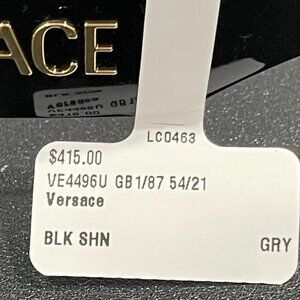 ACE
LC0463
$415.00
VE4496U GB1/87 54/21
Versace
BLK SHN GRY